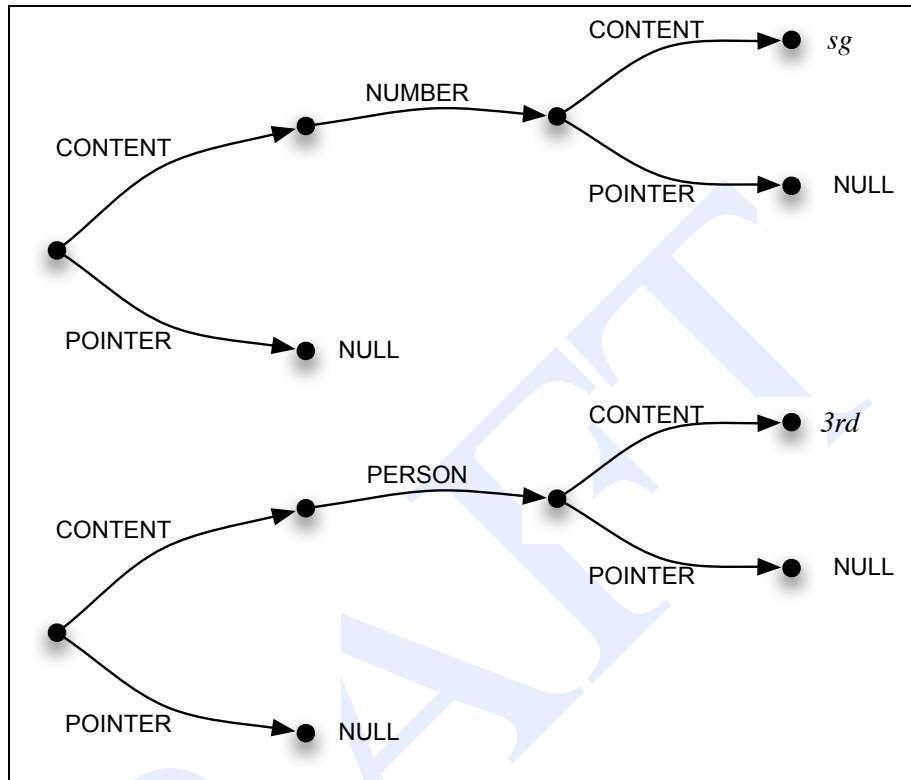 CONTENT
sg
NUMBER
CONTENT
POINTER
NULL
POINTER
NULL
CONTENT
3rd
PERSON
CONTENT
POINTER
NULL
POINTER
NULL